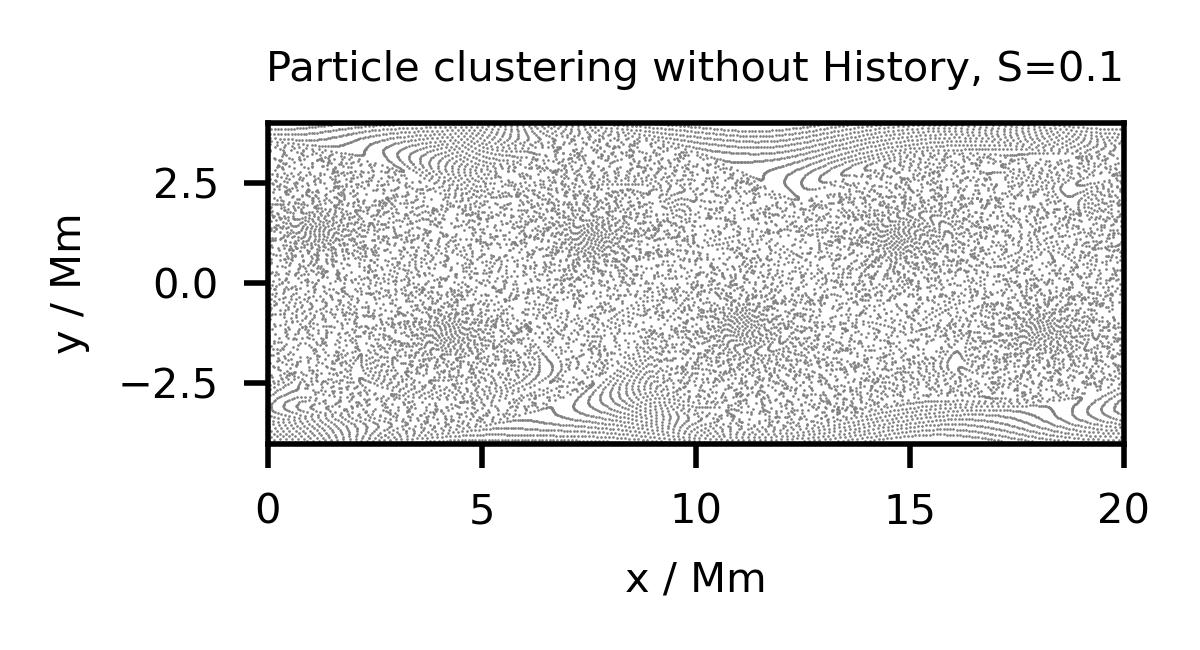 Particle clustering without History, S=0.1
y / Mm
2.5
0.0
−2.5
0 5 10 15 20
x / Mm